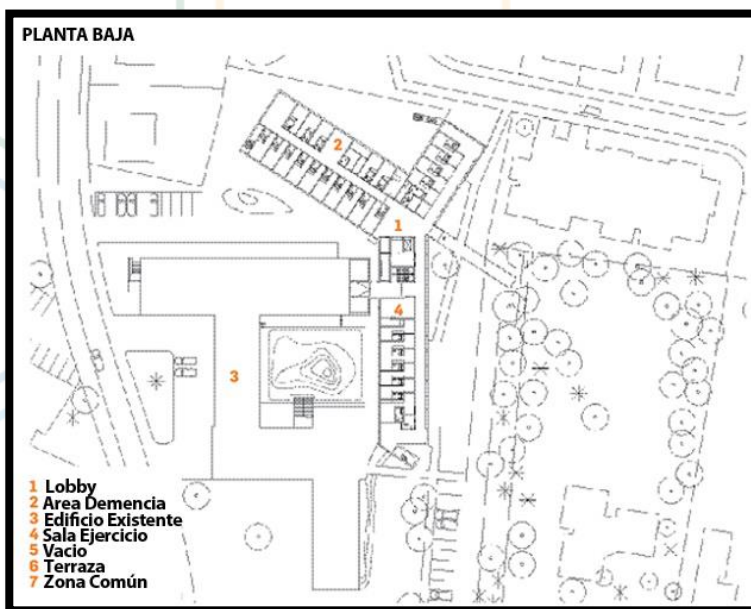 PLANTA BAJA
2
1
4
3
1 Lobby
2 Area Demencia
3 Edificio Existente
4 Sala Ejercicio
5 Vacio
6 Terraza
7 Zona Común